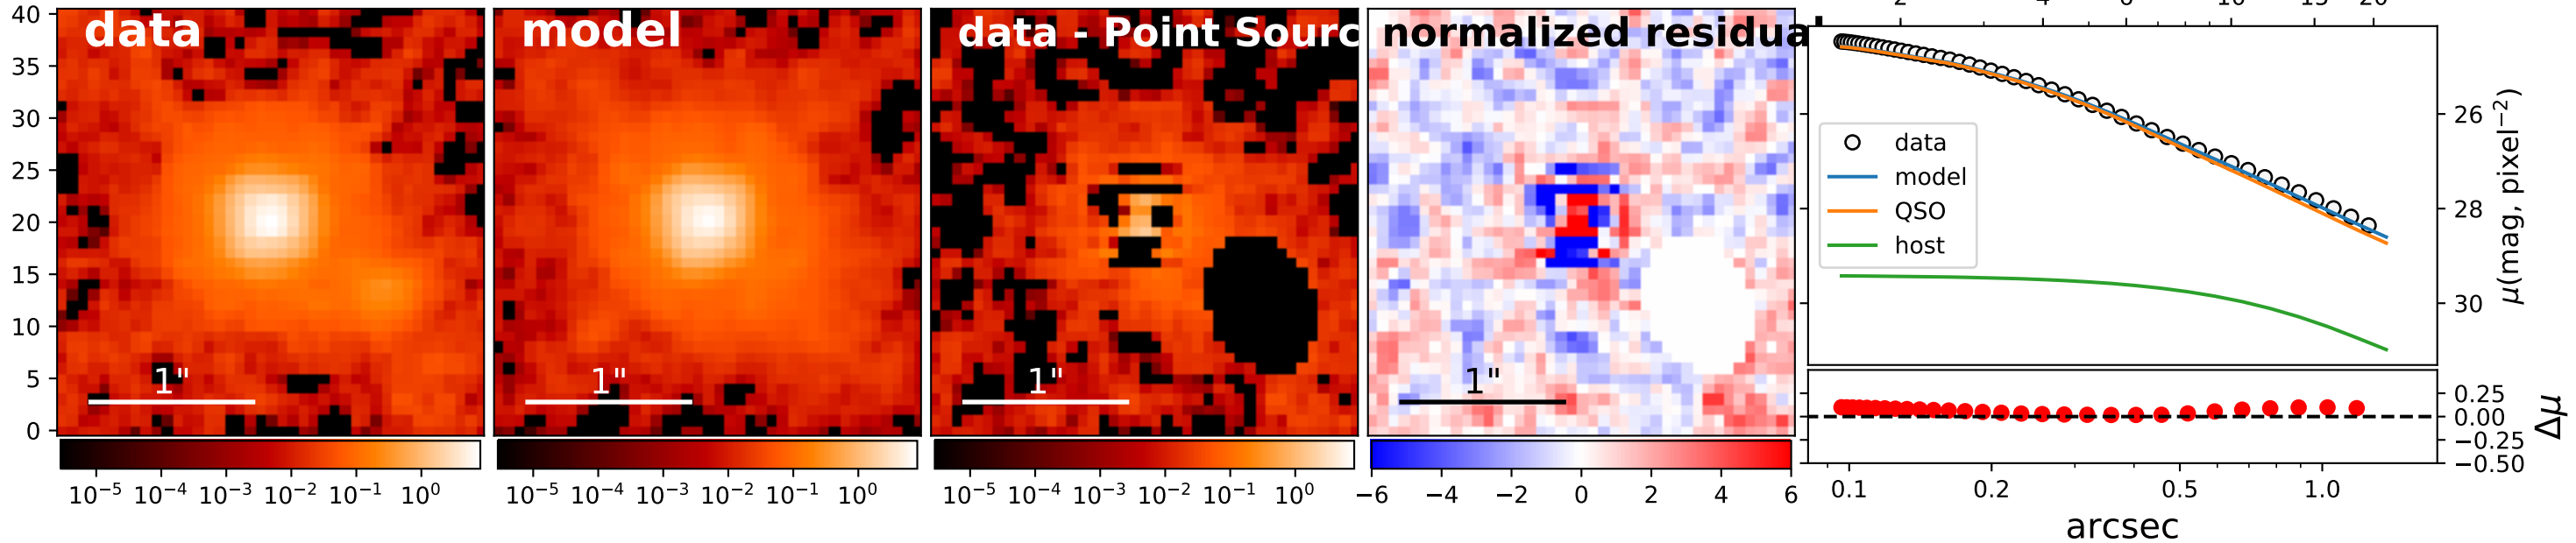 data
model
data - Point Sourc
normalized residual
1"
1"
1"
1"
40
35
30
25
20
15
10
5
0
10⁻⁵ 10⁻⁴ 10⁻³ 10⁻² 10⁻¹ 10⁰
10⁻⁵ 10⁻⁴ 10⁻³ 10⁻² 10⁻¹ 10⁰
10⁻⁵ 10⁻⁴ 10⁻³ 10⁻² 10⁻¹ 10⁰
−6 −4 −2 0 2 4 6
2 4 6 10 15 20
data
model
QSO
host
26
28
30
μ(mag, pixel⁻²)
0.25
0.00
−0.25
−0.50
Δμ
0.1 0.2 0.5 1.0
arcsec